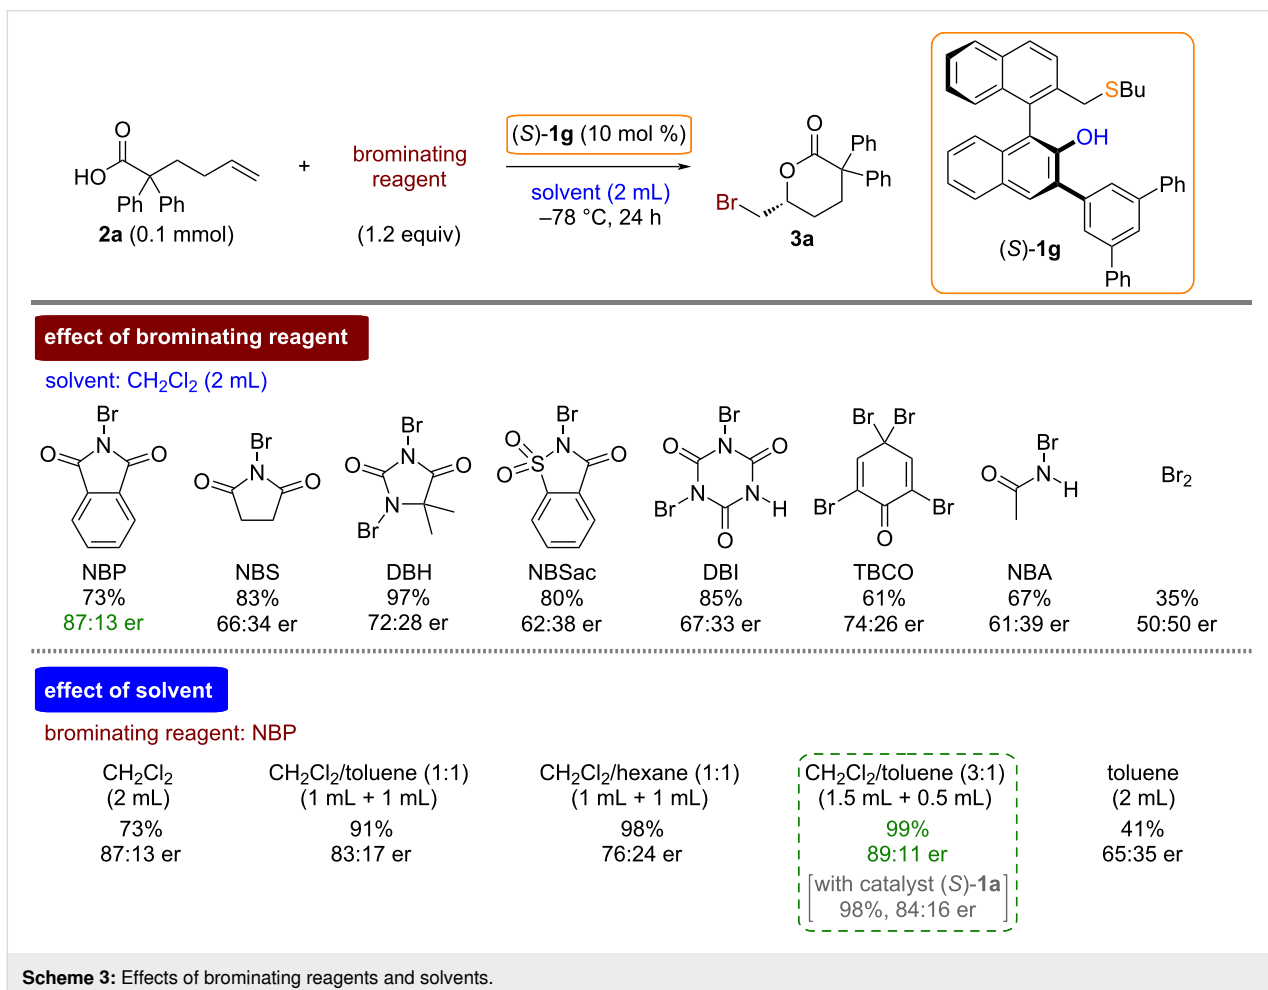 (S)-1g (10 mol %)
solvent (2 mL)
–78 °C, 24 h
O
HO
Ph Ph
2a (0.1 mmol)
+
brominating
reagent
(1.2 equiv)
O
O
Ph
Ph
Br
3a
SBu
OH
Ph
Ph
(S)-1g
effect of brominating reagent
solvent: CH2Cl2 (2 mL)
Br
N
O
O
NBP
73%
87:13 er
Br
N
O
O
NBS
83%
66:34 er
Br
N
O
O
N
Br
DBH
97%
72:28 er
Br
N
O
S
O
O
NBSac
80%
62:38 er
Br
O
N
O
N
N
H
Br
O
DBI
85%
67:33 er
Br Br
Br
Br
O
TBCO
61%
74:26 er
Br
O
N
H
NBA
67%
61:39 er
Br2
35%
50:50 er
effect of solvent
brominating reagent: NBP
CH2Cl2
(2 mL)
73%
87:13 er
CH2Cl2/toluene (1:1)
(1 mL + 1 mL)
91%
83:17 er
CH2Cl2/hexane (1:1)
(1 mL + 1 mL)
98%
76:24 er
CH2Cl2/toluene (3:1)
(1.5 mL + 0.5 mL)
99%
89:11 er
[with catalyst (S)-1a
98%, 84:16 er]
toluene
(2 mL)
41%
65:35 er
Scheme 3: Effects of brominating reagents and solvents.